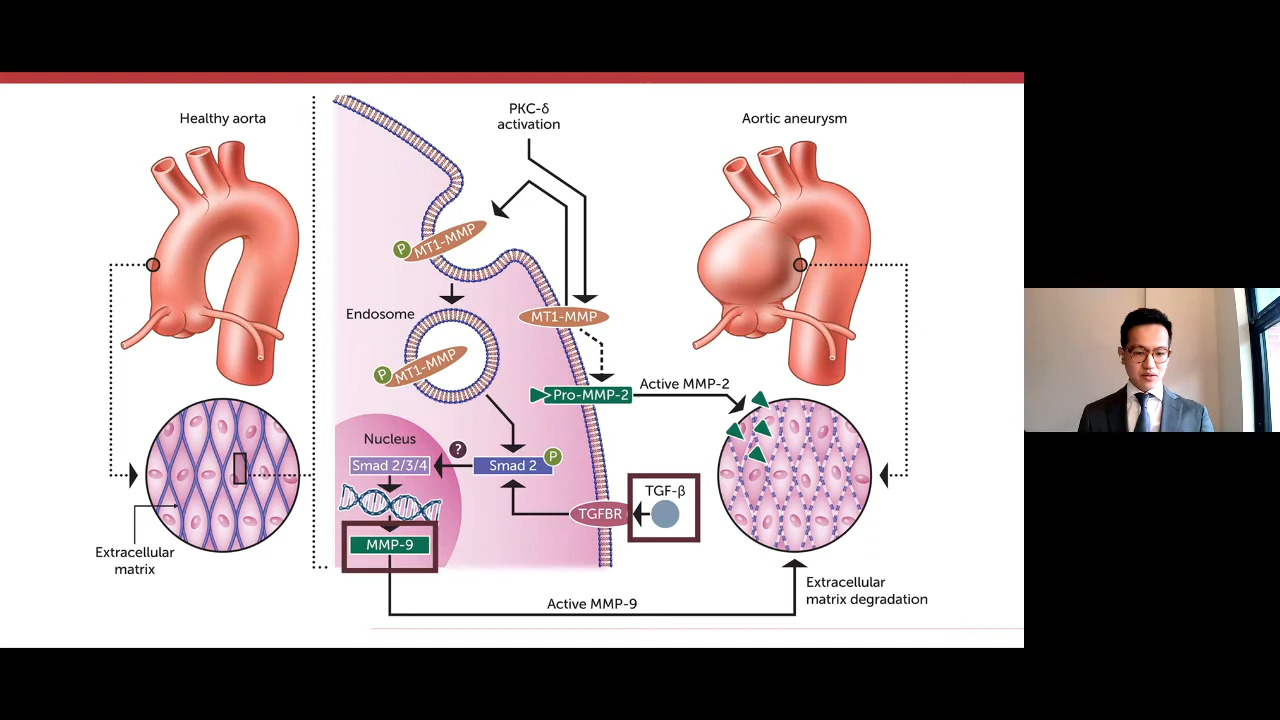 Healthy aorta
PKC-δ
activation
Aortic aneurysm
P
MT1-MMP
Endosome
MT1-MMP
P
MT1-MMP
Pro-MMP-2
Active MMP-2
Nucleus
?
P
Smad 2/3/4
Smad 2
TGF-β
TGFBR
MMP-9
Extracellular
matrix
Active MMP-9
Extracellular
matrix degradation